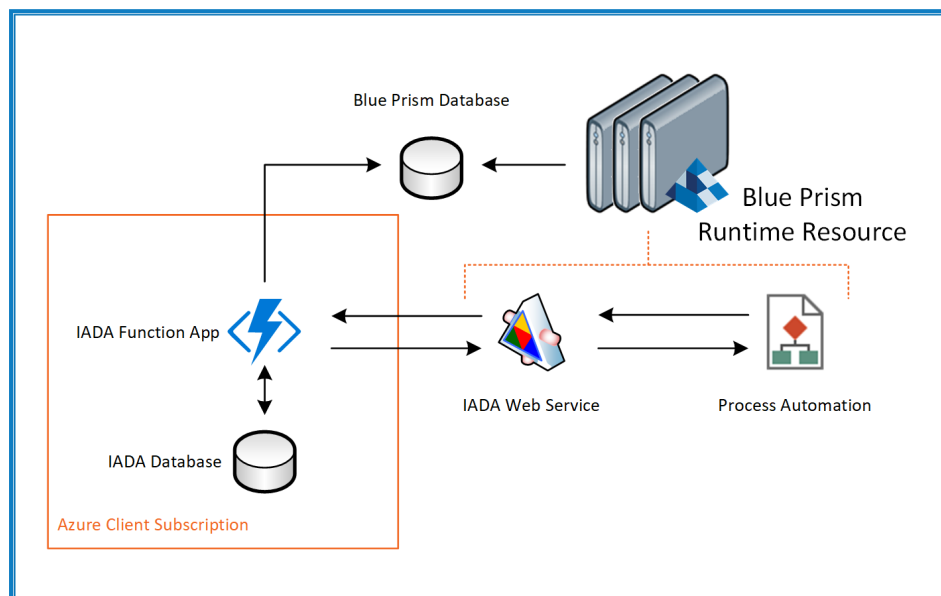 Blue Prism Database
Blue Prism
Runtime Resource
IADA Function App
IADA Web Service
Process Automation
IADA Database
Azure Client Subscription